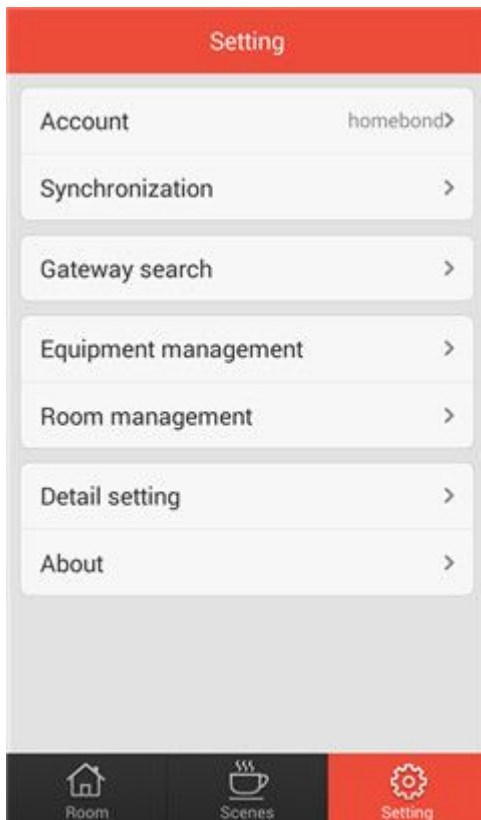 Setting
Account homebond>
Synchronization >
Gateway search >
Equipment management >
Room management >
Detail setting >
About >
Room Scenes Setting